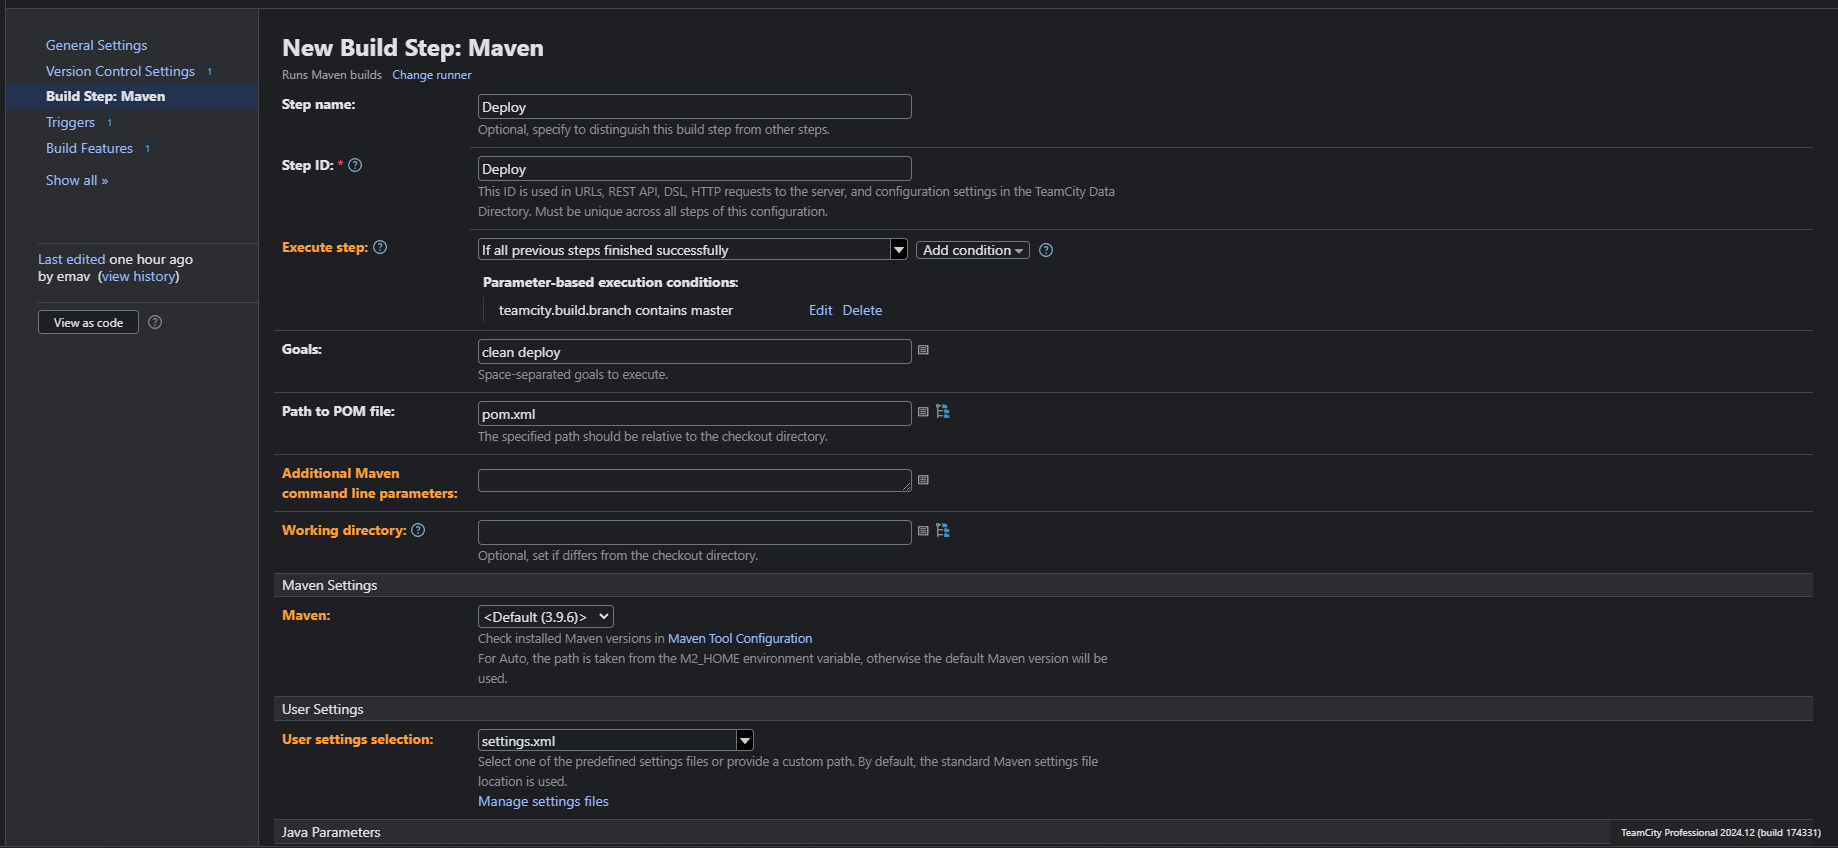 General Settings
Version Control Settings 1
Build Step: Maven
Triggers 1
Build Features 1
Show all »
Last edited one hour ago
by emav (view history)
View as code ?
New Build Step: Maven
Runs Maven builds Change runner
Step name: Deploy
Optional, specify to distinguish this build step from other steps.
Step ID: * ? Deploy
This ID is used in URLs, REST API, DSL, HTTP requests to the server, and configuration settings in the TeamCity Data
Directory. Must be unique across all steps of this configuration.
Execute step: ? If all previous steps finished successfully Add condition ?
Parameter-based execution conditions:
teamcity.build.branch contains master Edit Delete
Goals: clean deploy
Space-separated goals to execute.
Path to POM file: pom.xml
The specified path should be relative to the checkout directory.
Additional Maven
command line parameters:
Working directory: ?
Optional, set if differs from the checkout directory.
Maven Settings
Maven: <Default (3.9.6)>
Check installed Maven versions in Maven Tool Configuration
For Auto, the path is taken from the M2_HOME environment variable, otherwise the default Maven version will be
used.
User Settings
User settings selection: settings.xml
Select one of the predefined settings files or provide a custom path. By default, the standard Maven settings file
location is used.
Manage settings files
Java Parameters
TeamCity Professional 2024.12 (build 174331)